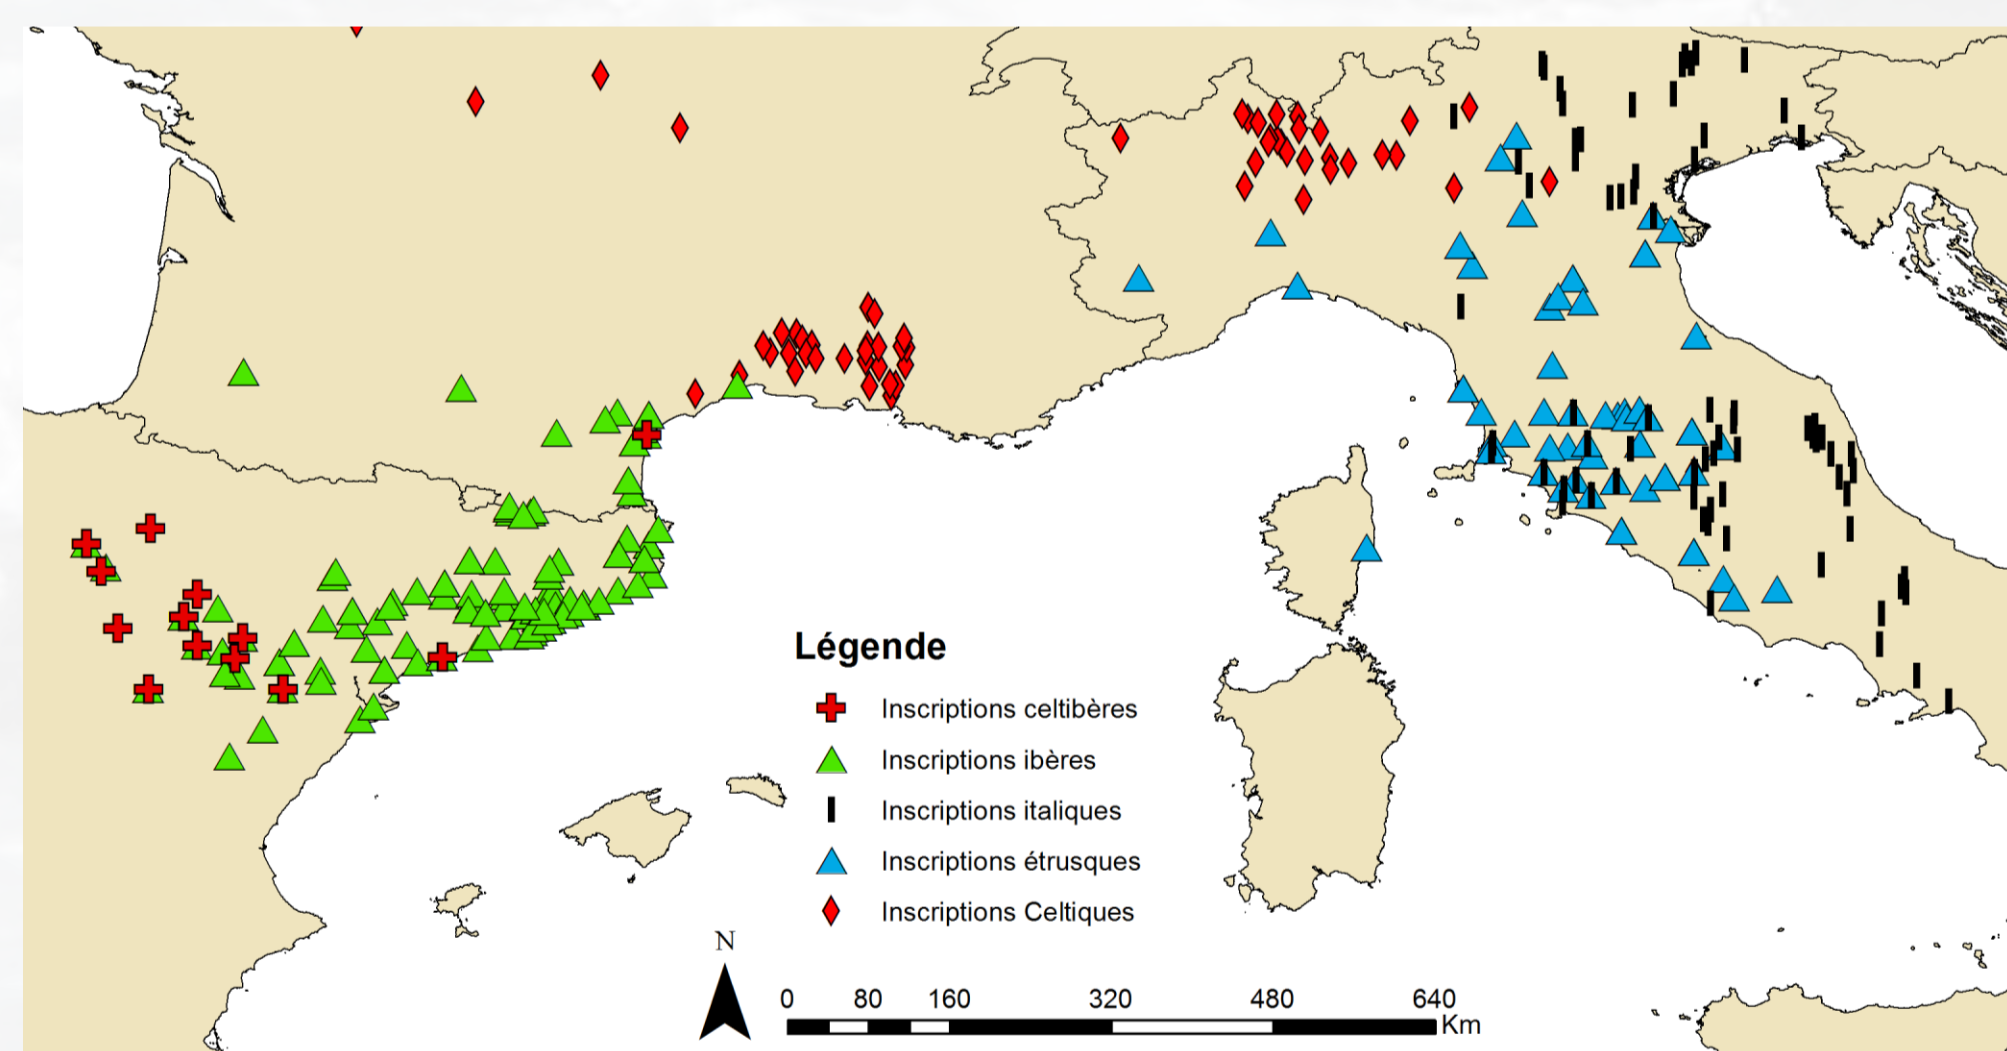 Légende
Inscriptions celtibères
Inscriptions ibères
Inscriptions italiques
Inscriptions étrusques
Inscriptions Celtiques
N
0 80 160 320 480 640
Km